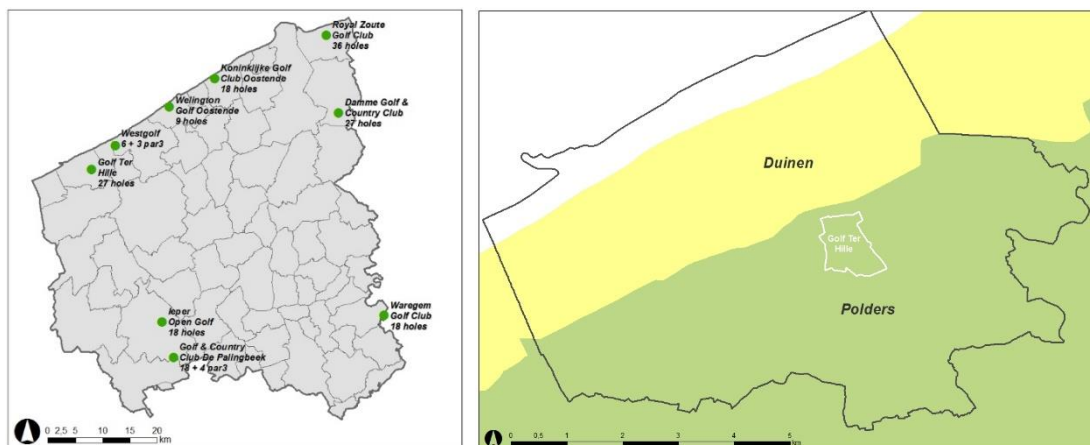 Royal Zoute
Golf Club
36 holes
Koninklijke Golf
Club Oostende
18 holes
Welington
Golf Oostende
9 holes
Damme Golf &
Country Club
27 holes
Westgolf
6 + 3 par3
Golf Ter
Hille
27 holes
Waregem
Golf Club
18 holes
Ieper
Open Golf
18 holes
Golf & Country
Club De Palingbeek
18 + 4 par3
0 2,5 5 10 15 20
km
Duinen
Golf Ter
Hille
Polders
0 0,5 1 2 3 4 5
km